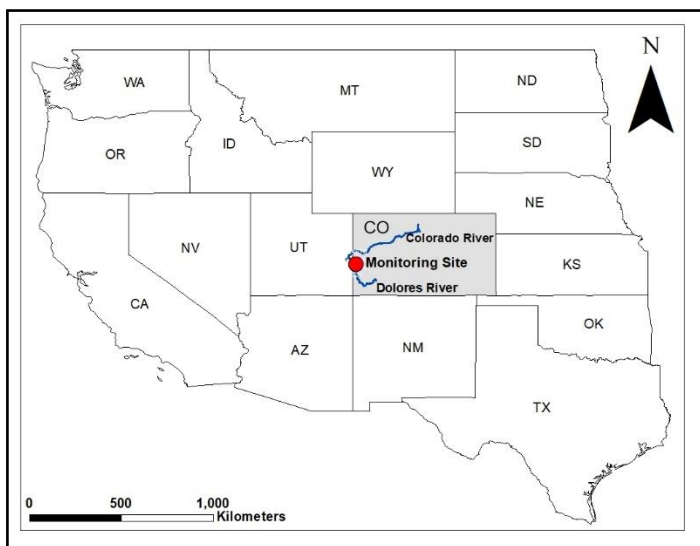 N
WA
MT
ND
OR
ID
SD
WY
NE
CO
Colorado River
NV
UT
Monitoring Site
KS
CA
Dolores River
OK
AZ
NM
TX
0 500 1,000
Kilometers